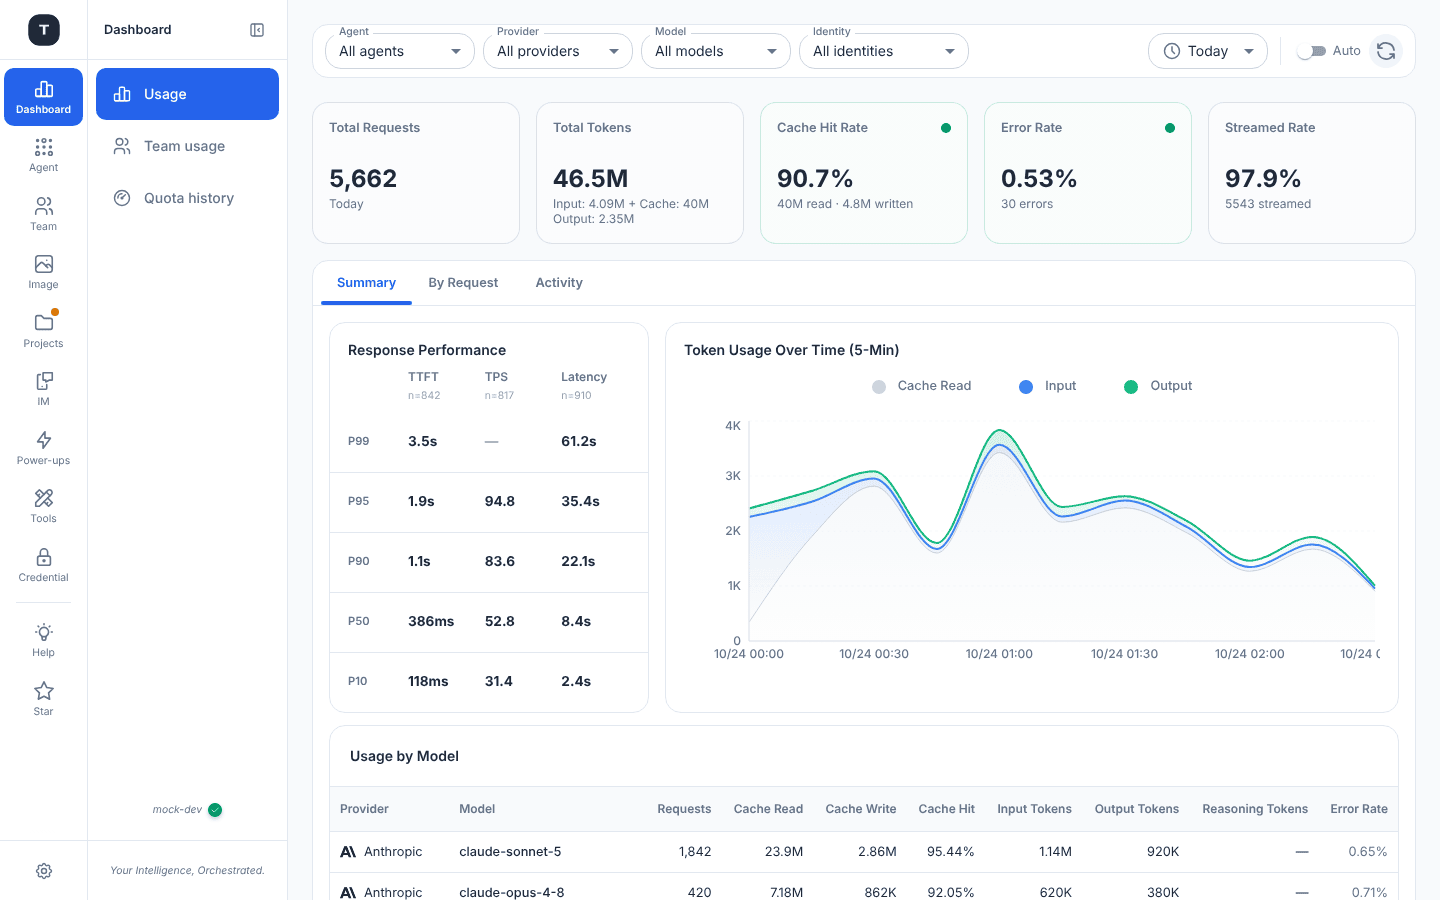 T
Dashboard
Dashboard
Agent
Team
Image
Projects
IM
Power-ups
Tools
Credential
Help
Star
Usage
Team usage
Quota history
mock-dev
Your Intelligence, Orchestrated.
Agent
All agents
Provider
All providers
Model
All models
Identity
All identities
Today
Auto
Total Requests
5,662
Today
Total Tokens
46.5M
Input: 4.09M + Cache: 40M
Output: 2.35M
Cache Hit Rate
90.7%
40M read · 4.8M written
Error Rate
0.53%
30 errors
Streamed Rate
97.9%
5543 streamed
Summary By Request Activity
Response Performance
TTFT TPS Latency
n=842 n=817 n=910
P99 3.5s — 61.2s
P95 1.9s 94.8 35.4s
P90 1.1s 83.6 22.1s
P50 386ms 52.8 8.4s
P10 118ms 31.4 2.4s
Token Usage Over Time (5-Min)
Cache Read Input Output
4K
3K
2K
1K
0
10/24 00:00 10/24 00:30 10/24 01:00 10/24 01:30 10/24 02:00 10/24
Usage by Model
Provider Model Requests Cache Read Cache Write Cache Hit Input Tokens Output Tokens Reasoning Tokens Error Rate
Anthropic claude-sonnet-5 1,842 23.9M 2.86M 95.44% 1.14M 920K — 0.65%
Anthropic claude-opus-4-8 420 7.18M 862K 92.05% 620K 380K — 0.71%